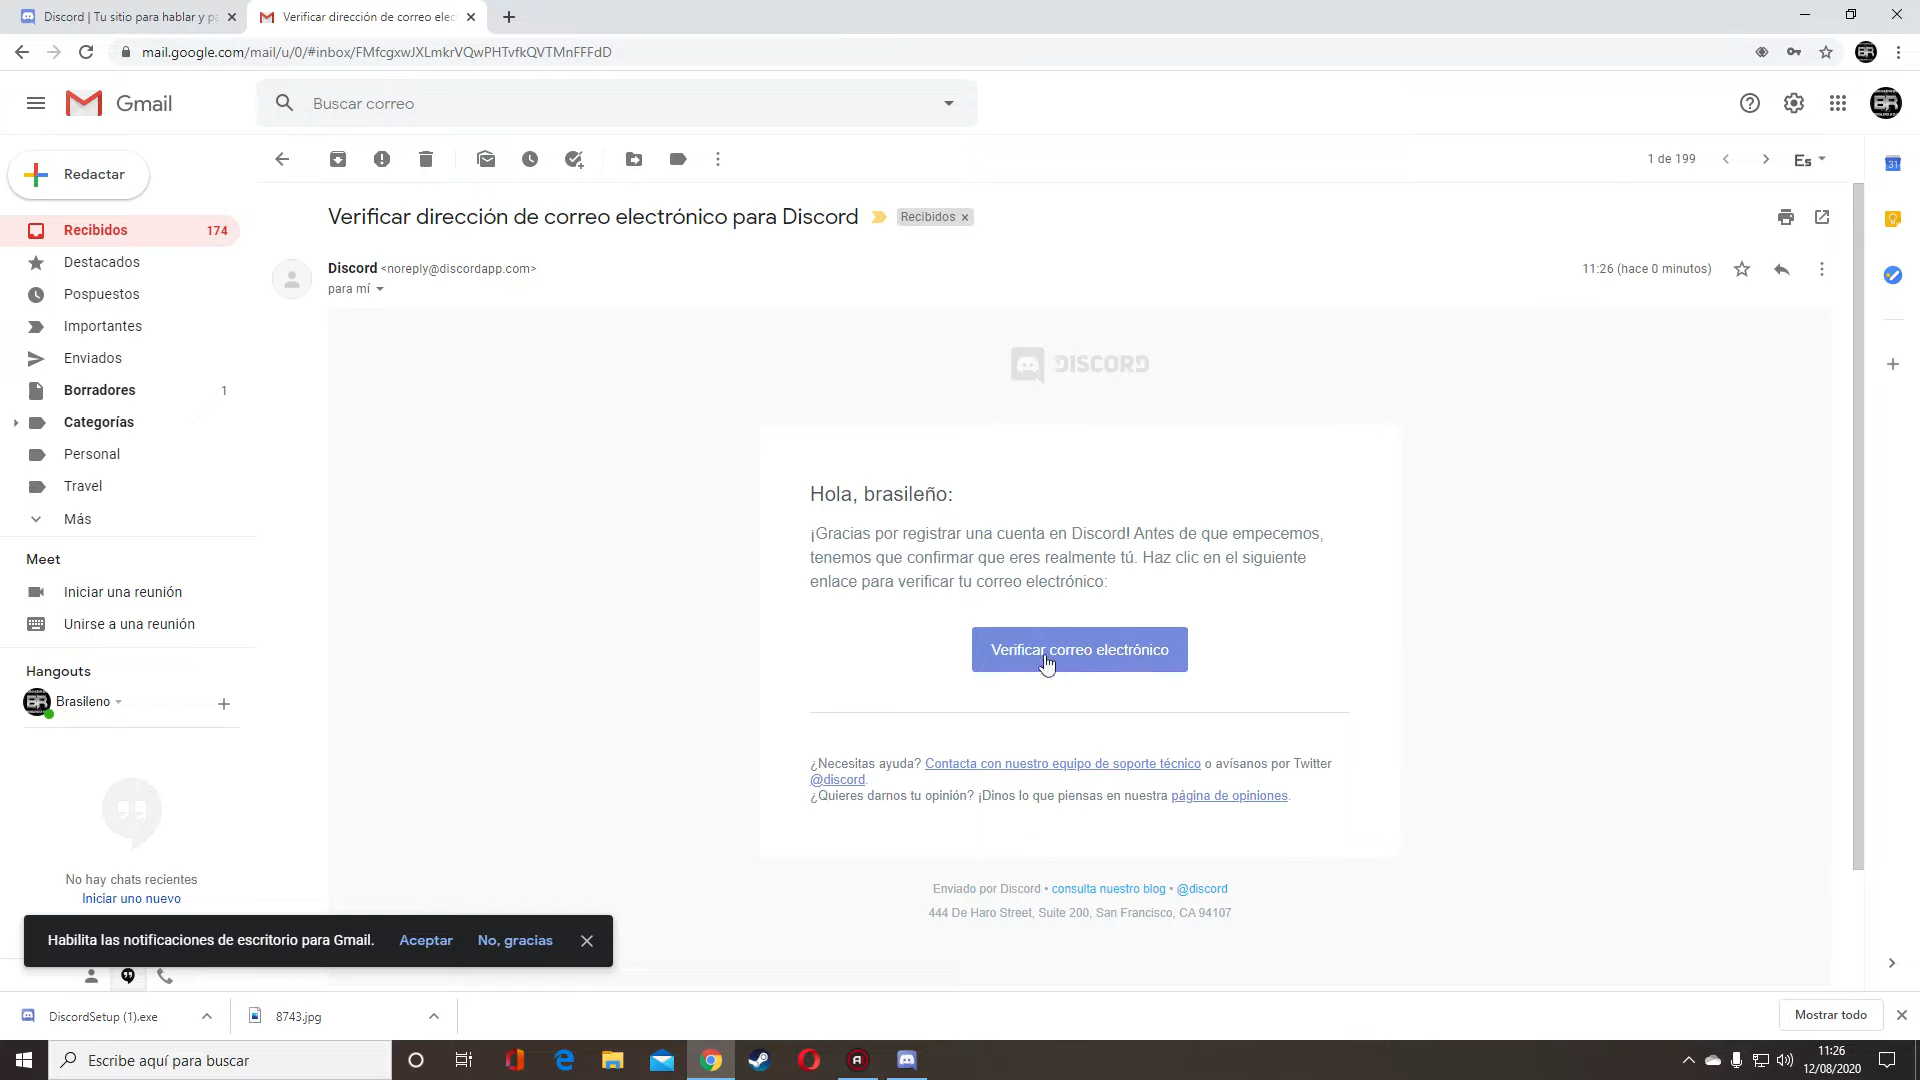 Discord | Tu sitio para hablar y pa
Verificar dirección de correo elec
mail.google.com/mail/u/0/#inbox/FMfcgxwJXLmkrVQwPHTvfkQVTMnFFFdD
Gmail
Buscar correo
Redactar
1 de 199
Es
Verificar dirección de correo electrónico para Discord
Recibidos
Recibidos 174
Destacados
Pospuestos
Importantes
Enviados
Borradores 1
Categorías
Personal
Travel
Más
Meet
Iniciar una reunión
Unirse a una reunión
Hangouts
Brasileno
No hay chats recientes
Iniciar uno nuevo
Discord <noreply@discordapp.com>
11:26 (hace 0 minutos)
para mí
DISCORD
Hola, brasileño:
¡Gracias por registrar una cuenta en Discord! Antes de que empecemos,
tenemos que confirmar que eres realmente tú. Haz clic en el siguiente
enlace para verificar tu correo electrónico:
Verificar correo electrónico
¿Necesitas ayuda? Contacta con nuestro equipo de soporte técnico o avísanos por Twitter
@discord.
¿Quieres darnos tu opinión? ¡Dinos lo que piensas en nuestra página de opiniones.
Enviado por Discord • consulta nuestro blog • @discord
444 De Haro Street, Suite 200, San Francisco, CA 94107
Habilita las notificaciones de escritorio para Gmail. Aceptar No, gracias
DiscordSetup (1).exe
8743.jpg
Mostrar todo
Escribe aquí para buscar
11:26
12/08/2020
BR
31